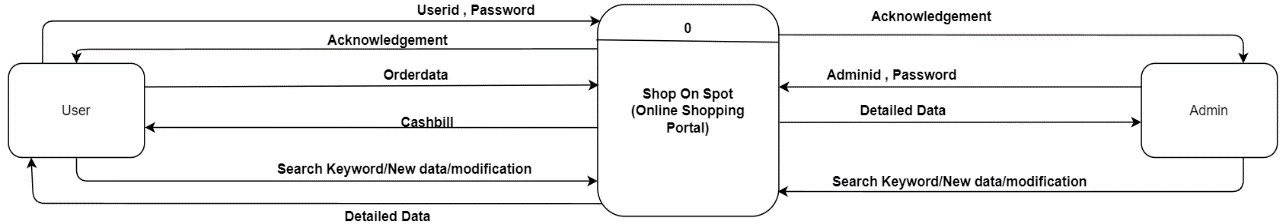 Userid , Password
Acknowledgement
Orderdata
Cashbill
Search Keyword/New data/modification
Detailed Data
User
0
Shop On Spot
(Online Shopping
Portal)
Acknowledgement
Adminid , Password
Detailed Data
Search Keyword/New data/modification
Admin